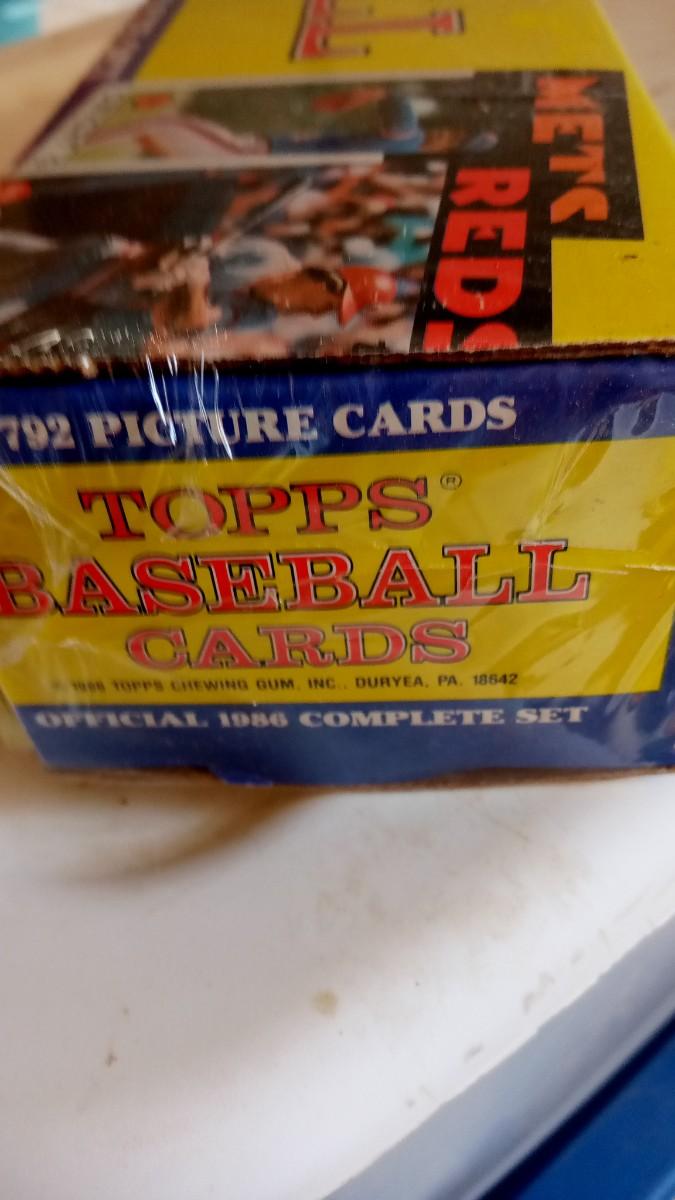 METS
REDS
792 PICTURE CARDS
TOPPS®
BASEBALL
CARDS
TOPPS CHEWING GUM, INC., DURYEA, PA. 18642
OFFICIAL 1986 COMPLETE SET